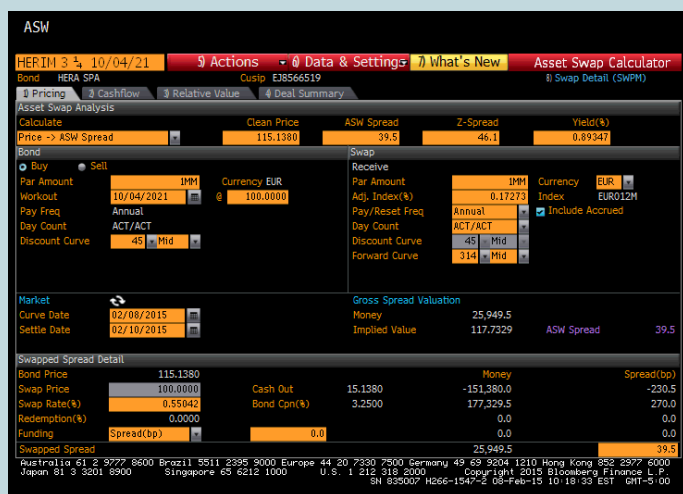 ASW
HERIM 3 ¼ 10/04/21 5) Actions 6) Data & Settings 7) What's New Asset Swap Calculator
Bond HERA SPA Cusip EJ8566519 8) Swap Detail (SWPM)
1) Pricing 2) Cashflow 3) Relative Value 4) Deal Summary
Asset Swap Analysis
Calculate Clean Price ASW Spread Z-Spread Yield(%)
Price -> ASW Spread 115.1380 39.5 46.1 0.89347
Bond Swap
Buy Sell Receive
Par Amount 1MM Currency EUR Par Amount 1MM Currency EUR
Workout 10/04/2021 @ 100.0000 Adj. Index(%) 0.17273 Index EUR012M
Pay Freq Annual Pay/Reset Freq Annual Include Accrued
Day Count ACT/ACT Day Count ACT/ACT
Discount Curve 45 Mid Discount Curve 45 Mid
Forward Curve 314 Mid
Market Gross Spread Valuation
Curve Date 02/08/2015 Money 25,949.5
Settle Date 02/10/2015 Implied Value 117.7329 ASW Spread 39.5
Swapped Spread Detail
Bond Price 115.1380 Money Spread(bp)
Swap Price 100.0000 Cash Out 15.1380 -151,380.0 -230.5
Swap Rate(%) 0.55042 Bond Cpn(%) 3.2500 177,329.5 270.0
Redemption(%) 0.0000 0.0 0.0
Funding Spread(bp) 0.0 0.0 0.0
Swapped Spread 25,949.5 39.5
Australia 61 2 9777 8600 Brazil 5511 2395 9000 Europe 44 20 7330 7500 Germany 49 69 9204 1210 Hong Kong 852 2977 6000
Japan 81 3 3201 8900 Singapore 65 6212 1000 U.S. 1 212 318 2000 Copyright 2015 Bloomberg Finance L.P.
SN 835007 H266-1547-2 08-Feb-15 10:18:33 EST GMT-5:00